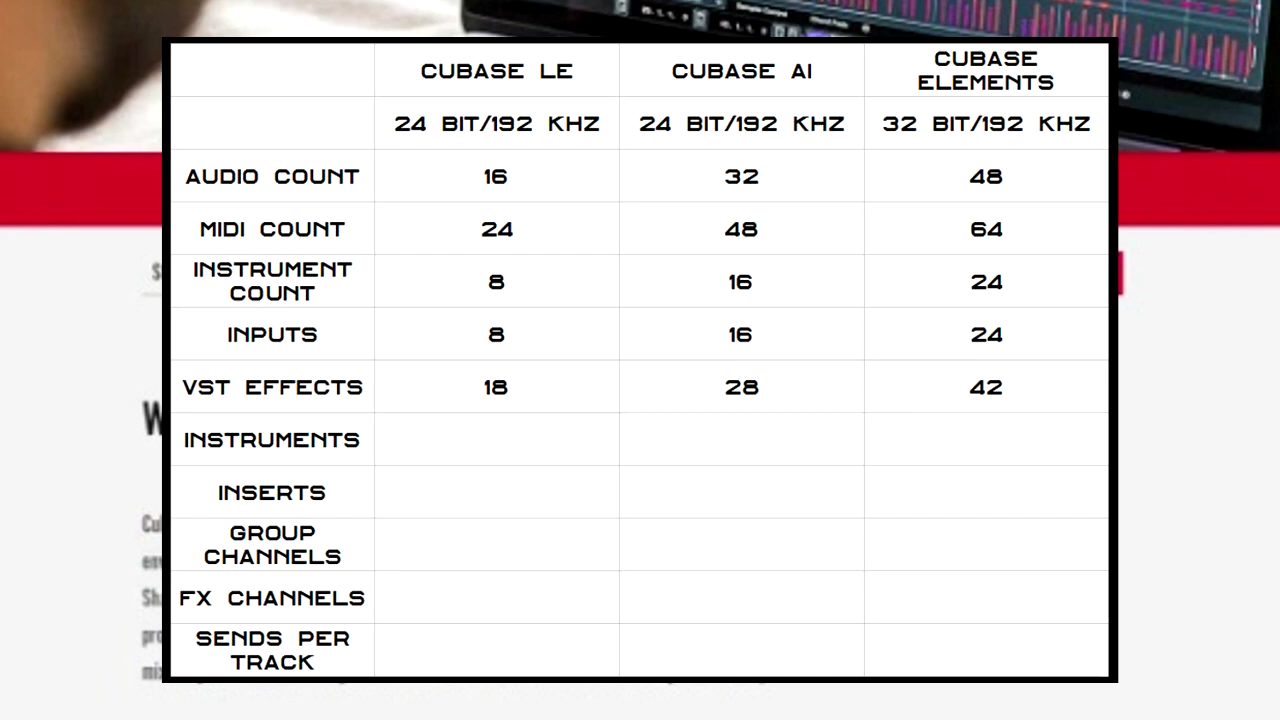 CUBASE LE CUBASE AI CUBASE ELEMENTS
24 BIT/192 KHZ 24 BIT/192 KHZ 32 BIT/192 KHZ
AUDIO COUNT 16 32 48
MIDI COUNT 24 48 64
INSTRUMENT COUNT 8 16 24
INPUTS 8 16 24
VST EFFECTS 18 28 42
INSTRUMENTS
INSERTS
GROUP CHANNELS
FX CHANNELS
SENDS PER TRACK